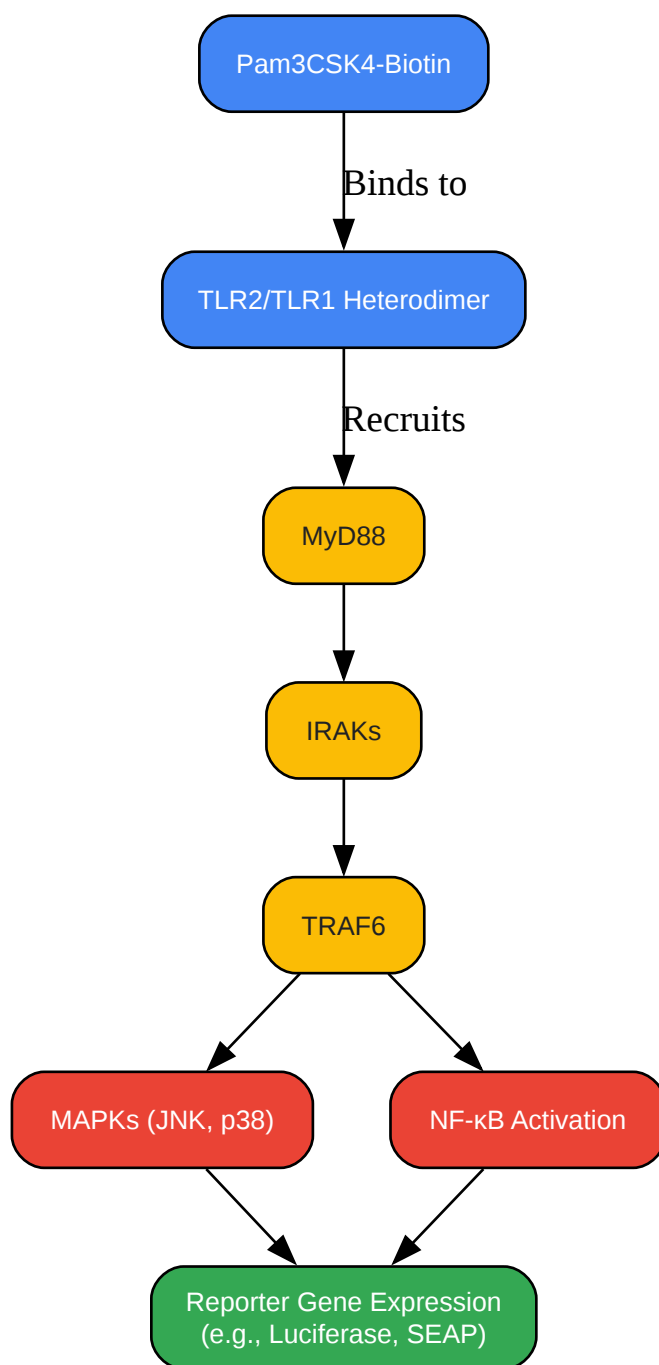 Pam3CSK4-Biotin
Binds to
TLR2/TLR1 Heterodimer
Recruits
MyD88
IRAKs
TRAF6
MAPKs (JNK, p38)
NF-κB Activation
Reporter Gene Expression
(e.g., Luciferase, SEAP)